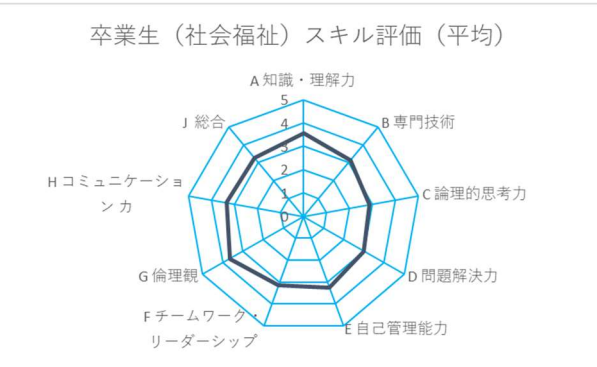 卒業生（社会福祉）スキル評価（平均）
A 知識・理解力
5
4
3
2
1
0
B 専門技術
C 論理的思考力
D 問題解決力
E 自己管理能力
F チームワーク・
リーダーシップ
G 倫理観
H コミュニケーショ
ン力
J 総合